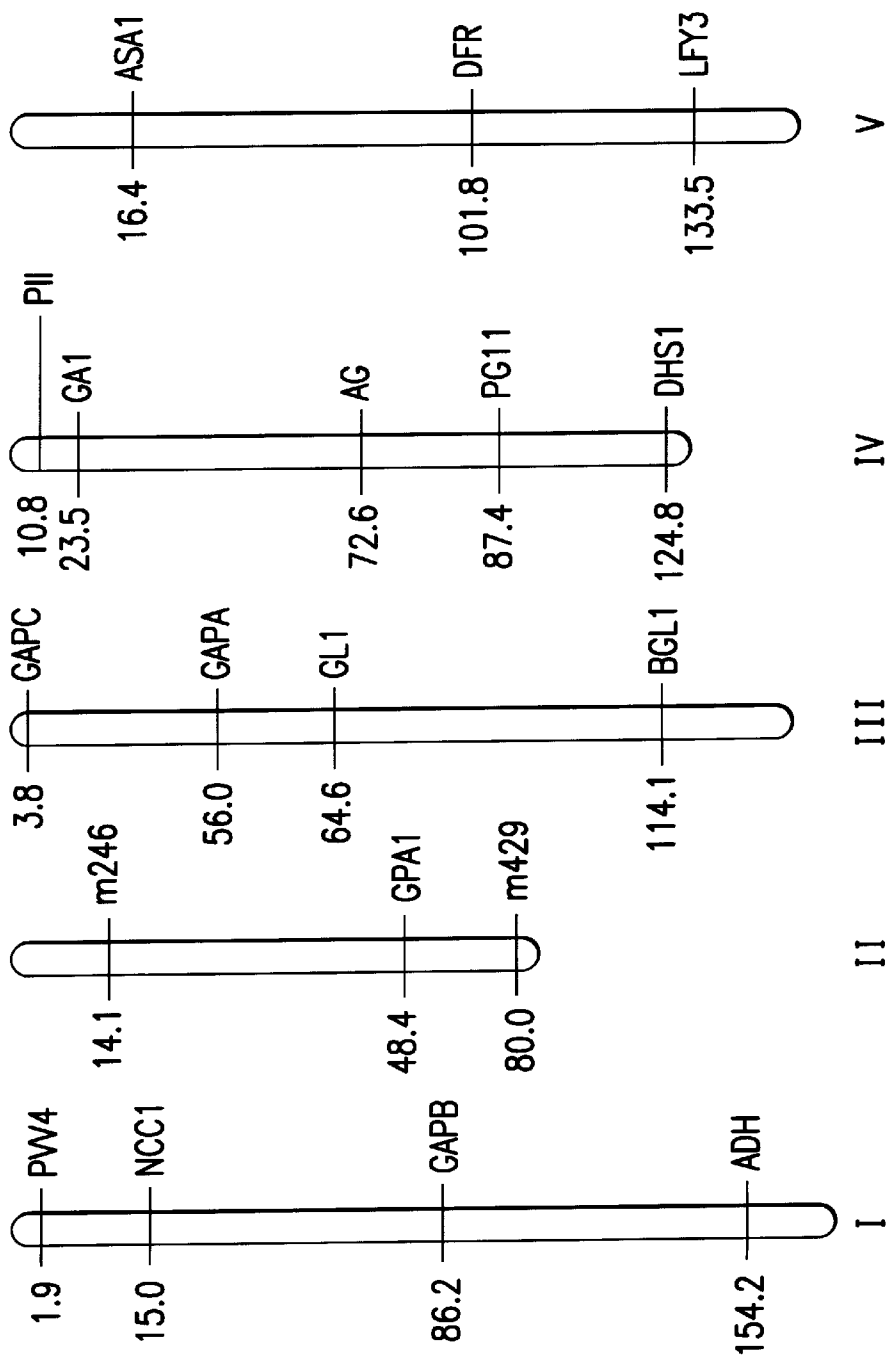 1.9 PVV4
15.0 NCC1
86.2 GAPB
154.2 ADH
I
14.1 m246
48.4 GPA1
80.0 m429
II
3.8 GAPC
56.0 GAPA
64.6 GL1
114.1 BGL1
III
10.8 PII
23.5 GA1
72.6 AG
87.4 PG11
124.8 DHS1
IV
16.4 ASA1
101.8 DFR
133.5 LFY3
V